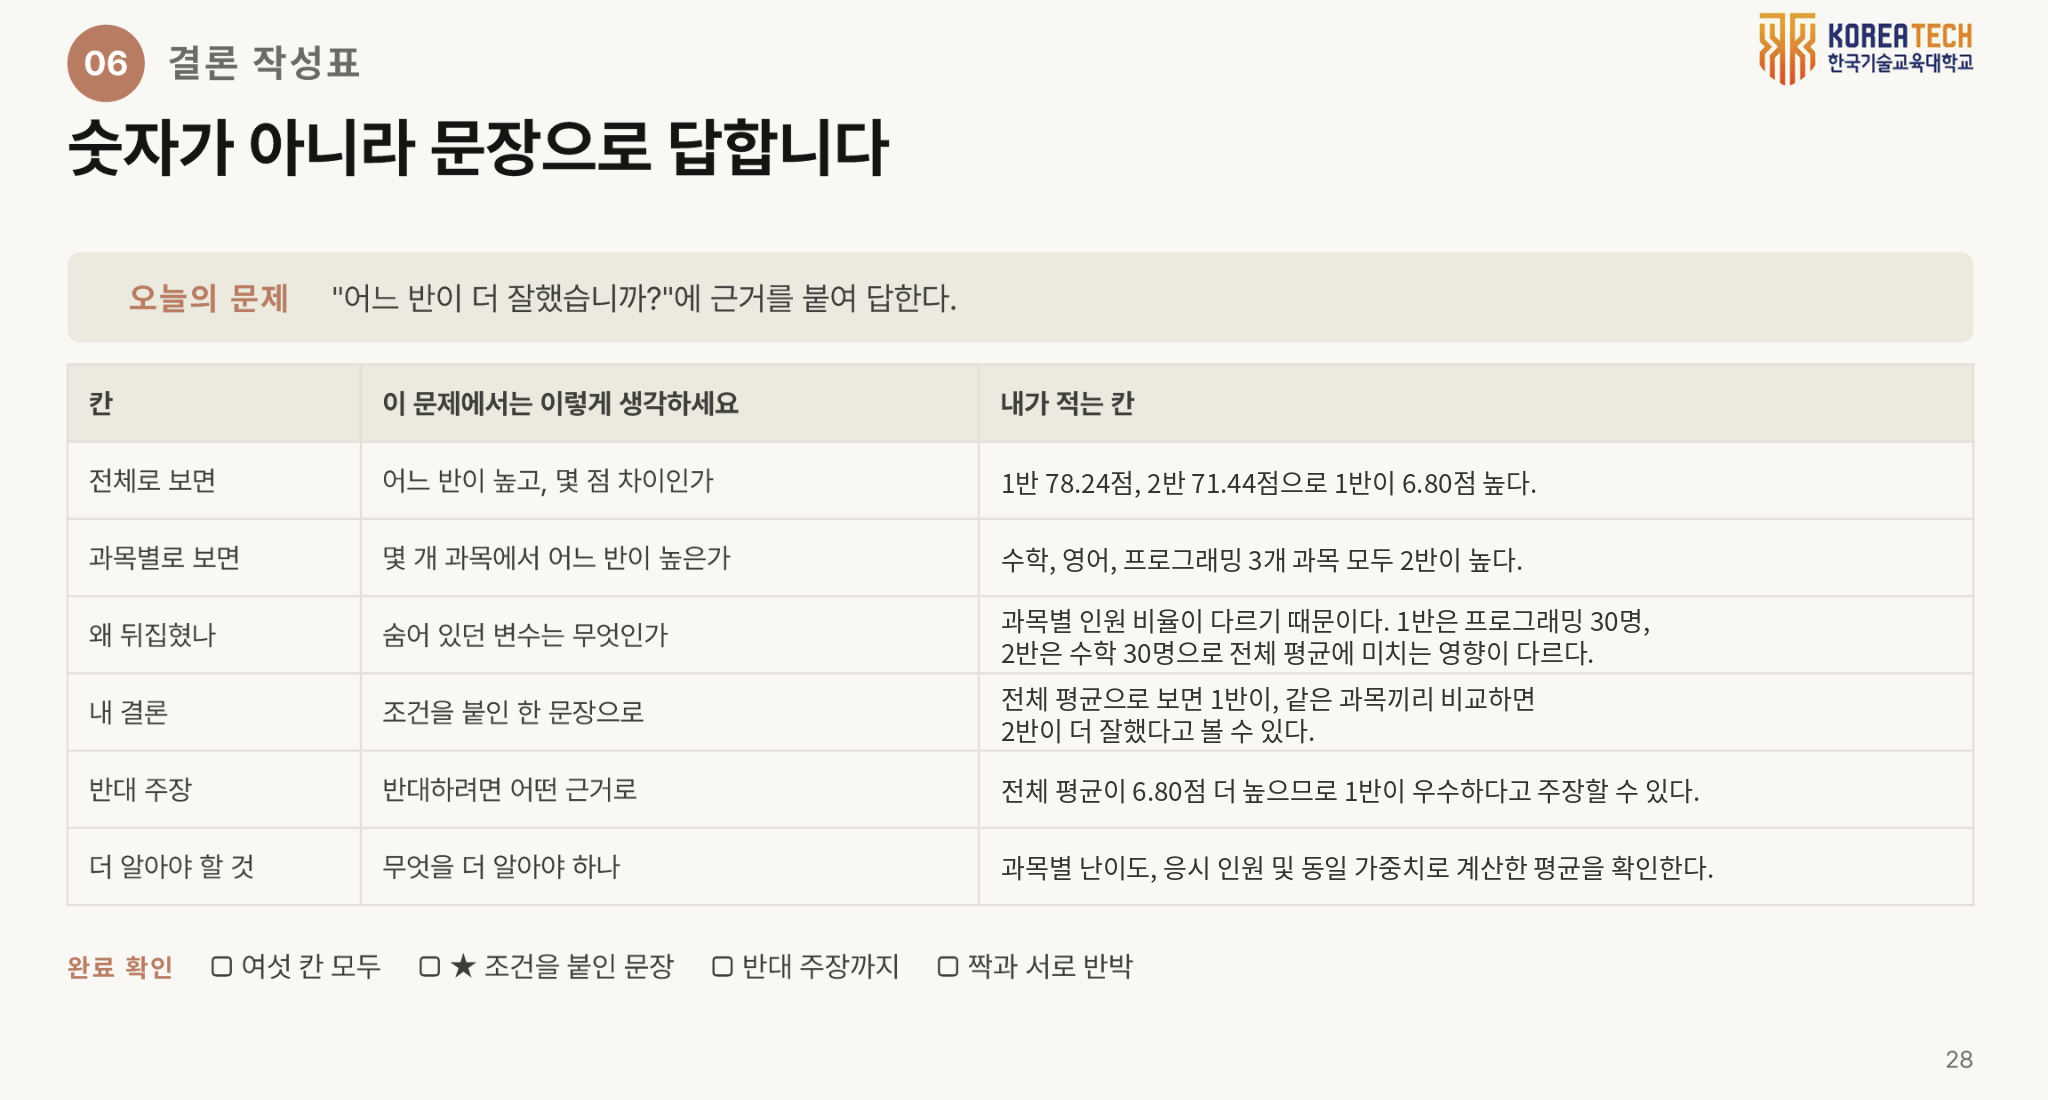 06 결론 작성표
KOREATECH
한국기술교육대학교
숫자가 아니라 문장으로 답합니다
오늘의 문제 "어느 반이 더 잘했습니까?"에 근거를 붙여 답한다.
칸 이 문제에서는 이렇게 생각하세요 내가 적는 칸
전체로 보면 어느 반이 높고, 몇 점 차이인가 1반 78.24점, 2반 71.44점으로 1반이 6.80점 높다.
과목별로 보면 몇 개 과목에서 어느 반이 높은가 수학, 영어, 프로그래밍 3개 과목 모두 2반이 높다.
왜 뒤집혔나 숨어 있던 변수는 무엇인가 과목별 인원 비율이 다르기 때문이다. 1반은 프로그래밍 30명,
2반은 수학 30명으로 전체 평균에 미치는 영향이 다르다.
내 결론 조건을 붙인 한 문장으로 전체 평균으로 보면 1반이, 같은 과목끼리 비교하면
2반이 더 잘했다고 볼 수 있다.
반대 주장 반대하려면 어떤 근거로 전체 평균이 6.80점 더 높으므로 1반이 우수하다고 주장할 수 있다.
더 알아야 할 것 무엇을 더 알아야 하나 과목별 난이도, 응시 인원 및 동일 가중치로 계산한 평균을 확인한다.
완료 확인 ▢ 여섯 칸 모두 ▢ ★ 조건을 붙인 문장 ▢ 반대 주장까지 ▢ 짝과 서로 반박
28